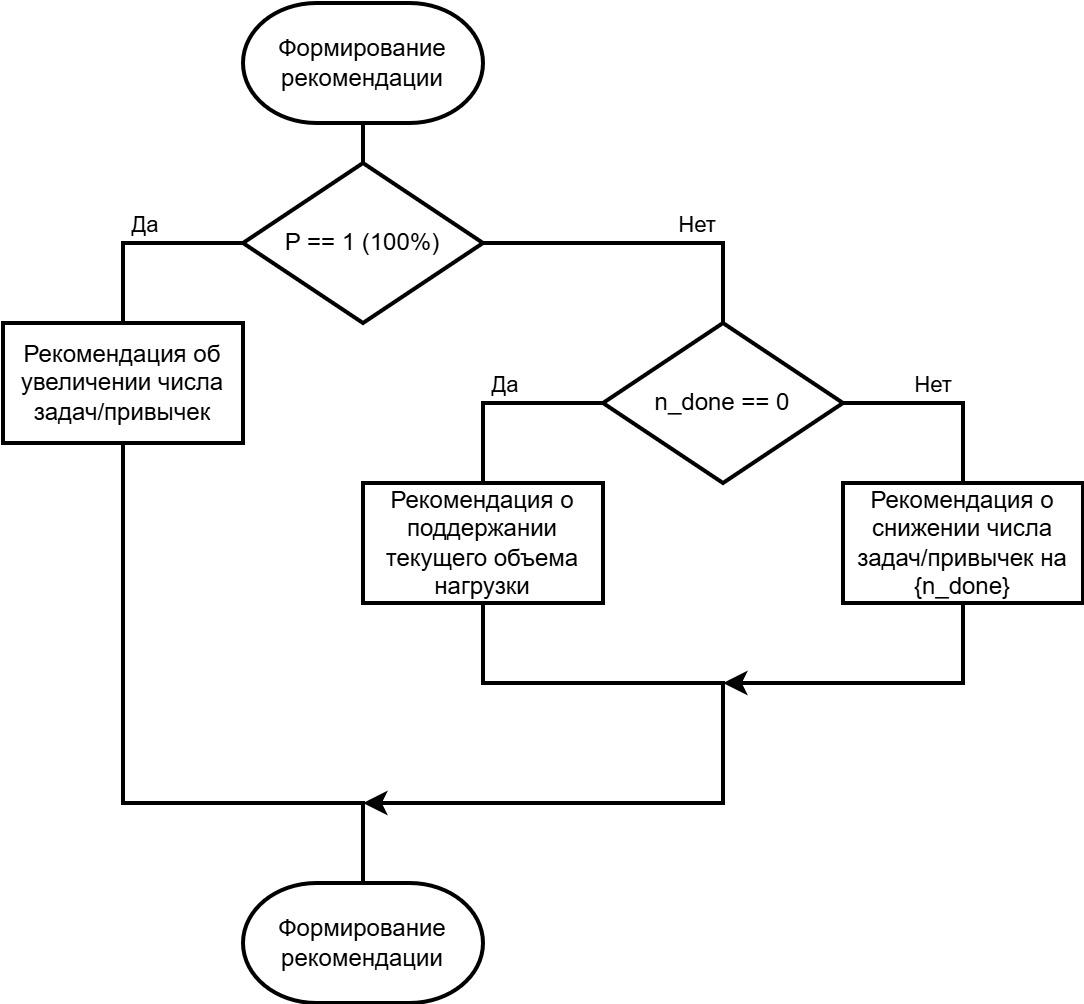 Формирование
рекомендации
P == 1 (100%)
Да
Нет
Рекомендация об
увеличении числа
задач/привычек
n_done == 0
Да
Нет
Рекомендация о
поддержании
текущего объема
нагрузки
Рекомендация о
снижении числа
задач/привычек на
{n_done}
Формирование
рекомендации